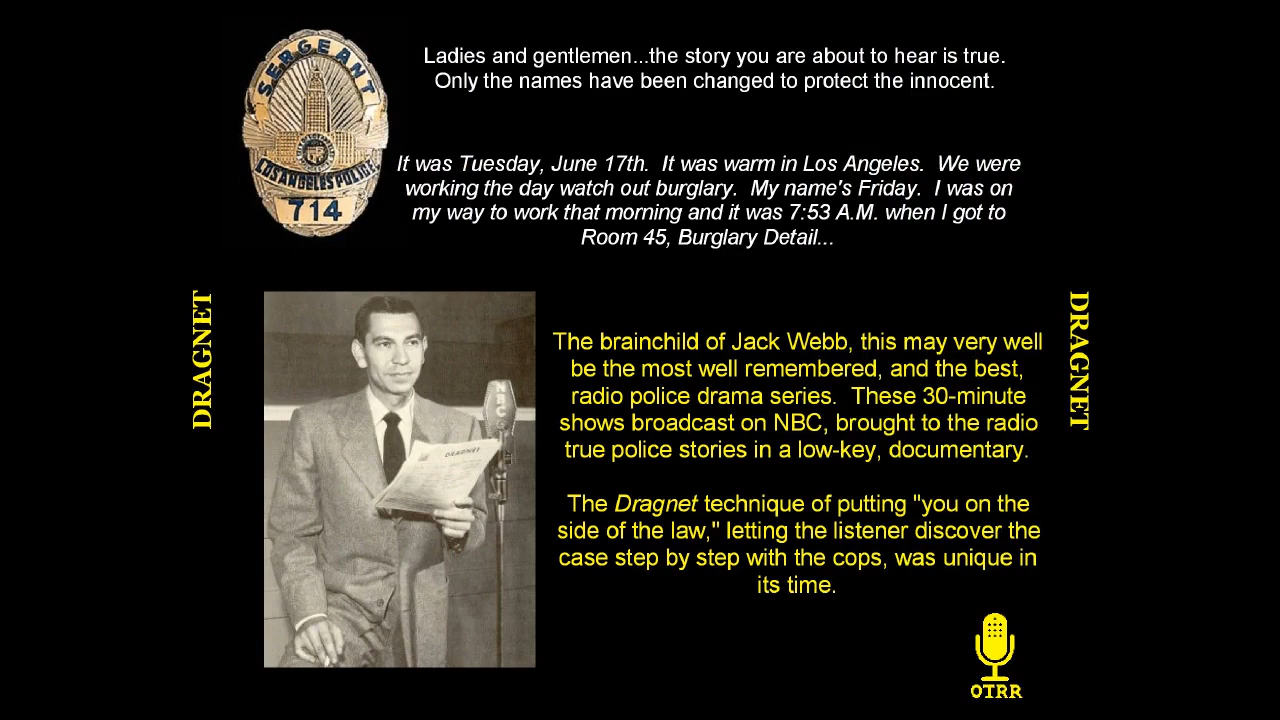 SERGEANT
LOS ANGELES POLICE
714
Ladies and gentlemen...the story you are about to hear is true.
Only the names have been changed to protect the innocent.
It was Tuesday, June 17th.  It was warm in Los Angeles.  We were
working the day watch out burglary.  My name's Friday.  I was on
my way to work that morning and it was 7:53 A.M. when I got to
Room 45, Burglary Detail...
DRAGNET
NBC
DRAGNET
The brainchild of Jack Webb, this may very well
be the most well remembered, and the best,
radio police drama series.  These 30-minute
shows broadcast on NBC, brought to the radio
true police stories in a low-key, documentary.
The Dragnet technique of putting "you on the
side of the law," letting the listener discover the
case step by step with the cops, was unique in
its time.
DRAGNET
OTRR